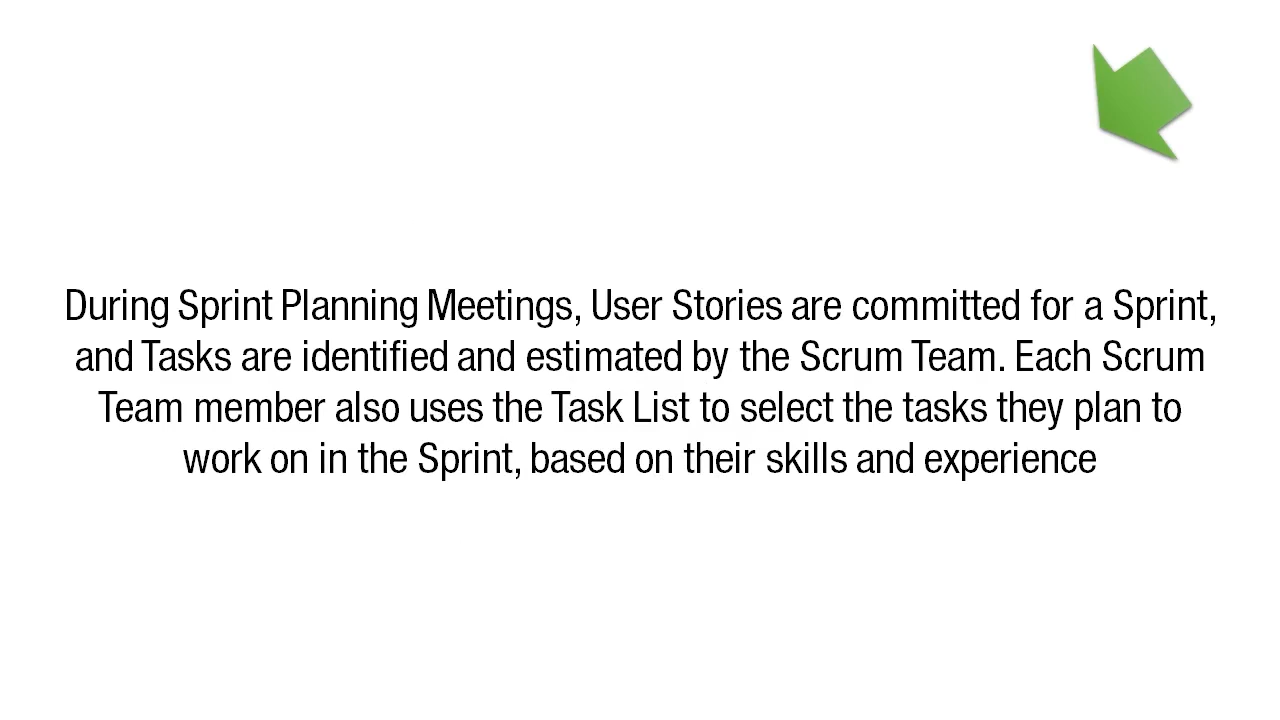 During Sprint Planning Meetings, User Stories are committed for a Sprint,
and Tasks are identified and estimated by the Scrum Team. Each Scrum
Team member also uses the Task List to select the tasks they plan to
work on in the Sprint, based on their skills and experience